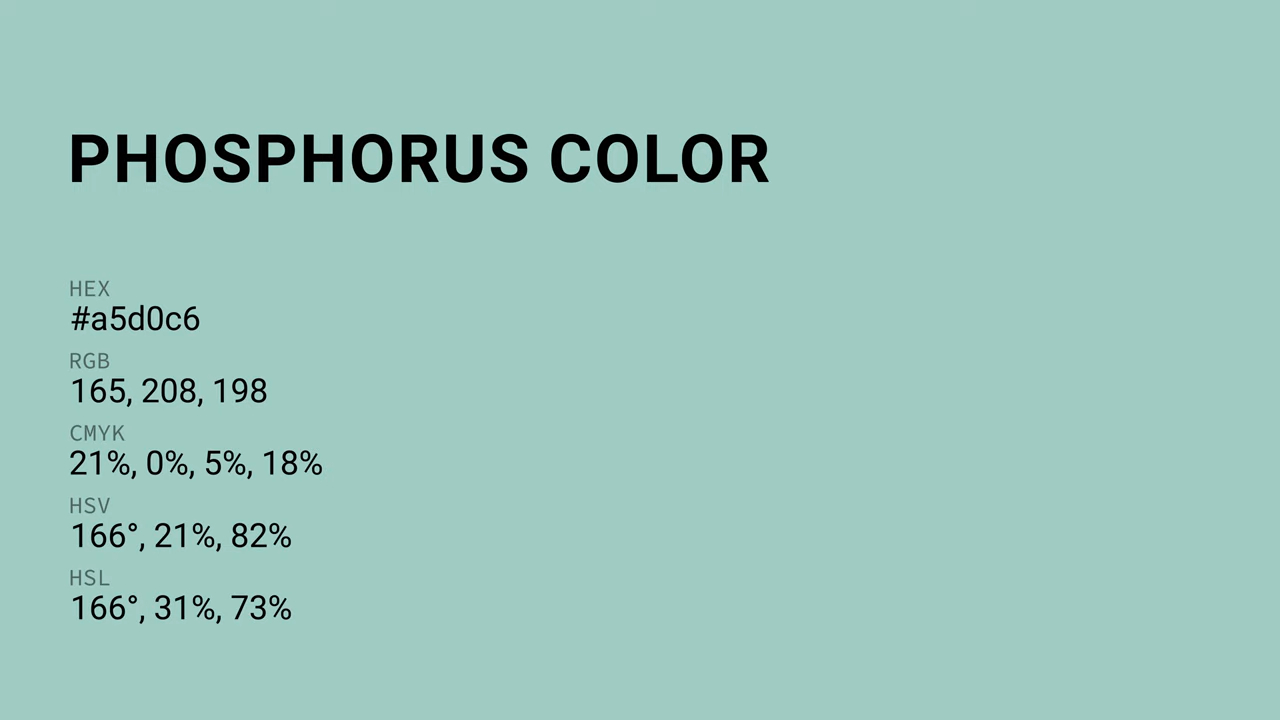 PHOSPHORUS COLOR
HEX
#a5d0c6
RGB
165, 208, 198
CMYK
21%, 0%, 5%, 18%
HSV
166°, 21%, 82%
HSL
166°, 31%, 73%